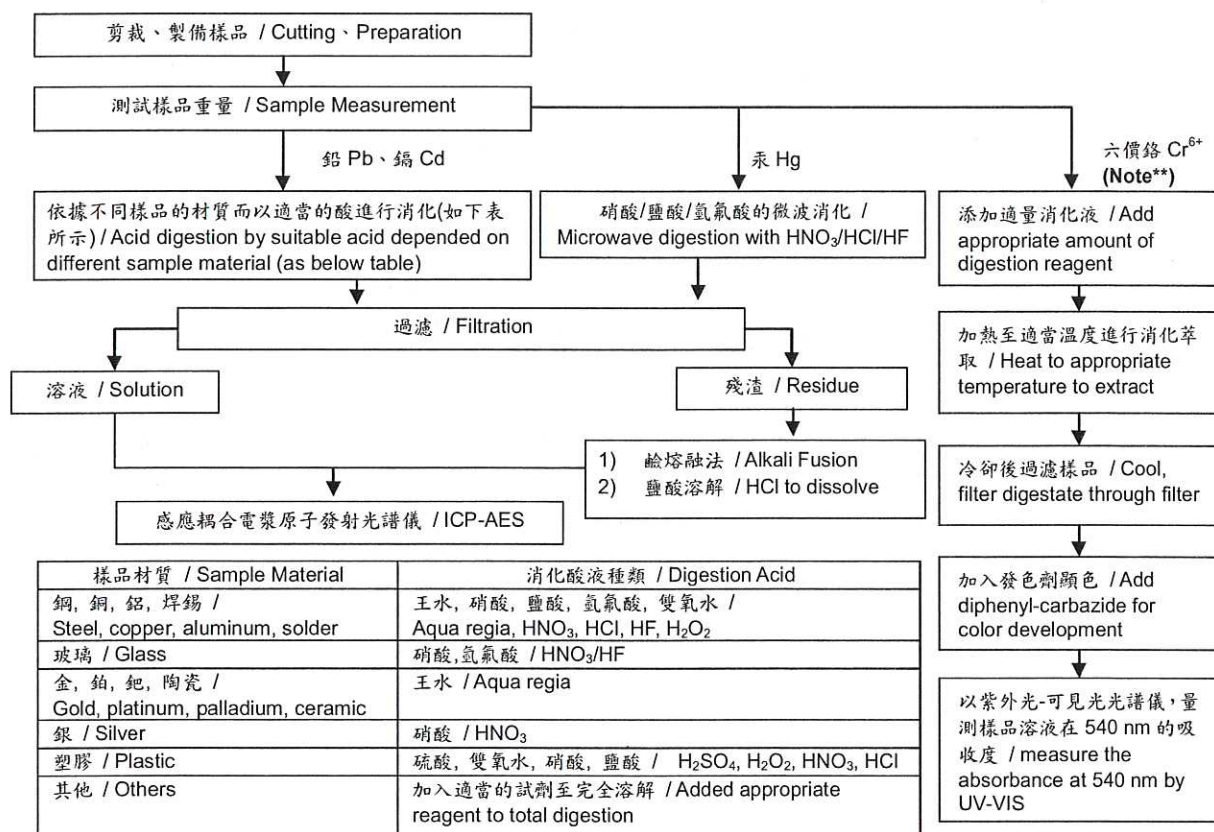 剪裁、製備樣品 / Cutting、Preparation
測試樣品重量 / Sample Measurement
鉛 Pb、鎘 Cd
汞 Hg
六價鉻 Cr⁶⁺
(Note**)
依據不同樣品的材質而以適當的酸進行消化(如下表
所示) / Acid digestion by suitable acid depended on
different sample material (as below table)
硝酸/鹽酸/氫氟酸的微波消化 /
Microwave digestion with HNO₃/HCl/HF
添加適量消化液 / Add
appropriate amount of
digestion reagent
過濾 / Filtration
加熱至適當溫度進行消化萃
取 / Heat to appropriate
temperature to extract
溶液 / Solution
殘渣 / Residue
1) 鹼熔融法 / Alkali Fusion
2) 鹽酸溶解 / HCl to dissolve
冷卻後過濾樣品 / Cool,
filter digestate through filter
感應耦合電漿原子發射光譜儀 / ICP-AES
加入發色劑顯色 / Add
diphenyl-carbazide for
color development
以紫外光-可見光光譜儀,量
測樣品溶液在 540 nm 的吸
收度 / measure the
absorbance at 540 nm by
UV-VIS
樣品材質 / Sample Material
消化酸液種類 / Digestion Acid
鋼, 銅, 鋁, 焊錫 /
Steel, copper, aluminum, solder
王水, 硝酸, 鹽酸, 氫氟酸, 雙氧水 /
Aqua regia, HNO₃, HCl, HF, H₂O₂
玻璃 / Glass
硝酸,氫氟酸 / HNO₃/HF
金, 鉑, 鈀, 陶瓷 /
Gold, platinum, palladium, ceramic
王水 / Aqua regia
銀 / Silver
硝酸 / HNO₃
塑膠 / Plastic
硫酸, 雙氧水, 硝酸, 鹽酸 / H₂SO₄, H₂O₂, HNO₃, HCl
其他 / Others
加入適當的試劑至完全溶解 / Added appropriate
reagent to total digestion